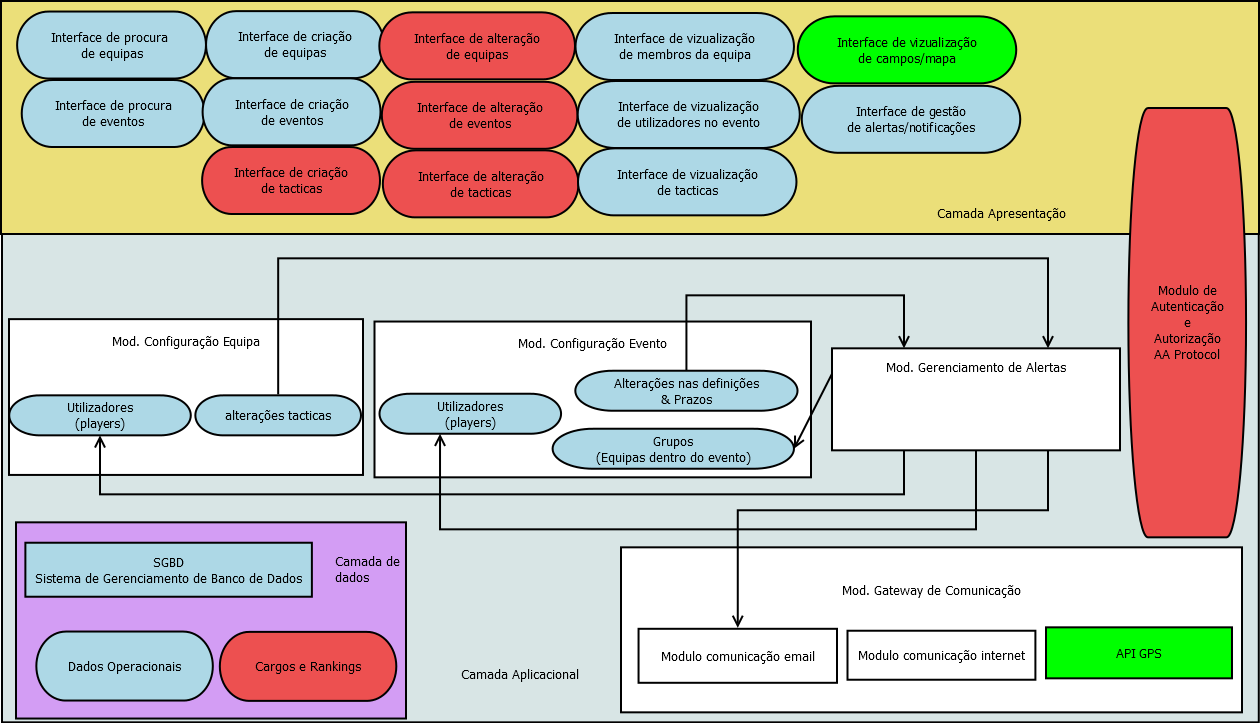 Interface de procura
de equipas
Interface de criação
de equipas
Interface de alteração
de equipas
Interface de vizualização
de membros da equipa
Interface de vizualização
de campos/mapa
Interface de procura
de eventos
Interface de criação
de eventos
Interface de alteração
de eventos
Interface de vizualização
de utilizadores no evento
Interface de gestão
de alertas/notificações
Interface de criação
de tacticas
Interface de alteração
de tacticas
Interface de vizualização
de tacticas
Camada Apresentação
Modulo de
Autenticação
e
Autorização
AA Protocol
Mod. Configuração Equipa
Utilizadores
(players)
alterações tacticas
Mod. Configuração Evento
Alterações nas definições
& Prazos
Utilizadores
(players)
Grupos
(Equipas dentro do evento)
Mod. Gerenciamento de Alertas
SGBD
Sistema de Gerenciamento de Banco de Dados
Camada de
dados
Dados Operacionais
Cargos e Rankings
Camada Aplicacional
Mod. Gateway de Comunicação
Modulo comunicação email
Modulo comunicação internet
API GPS